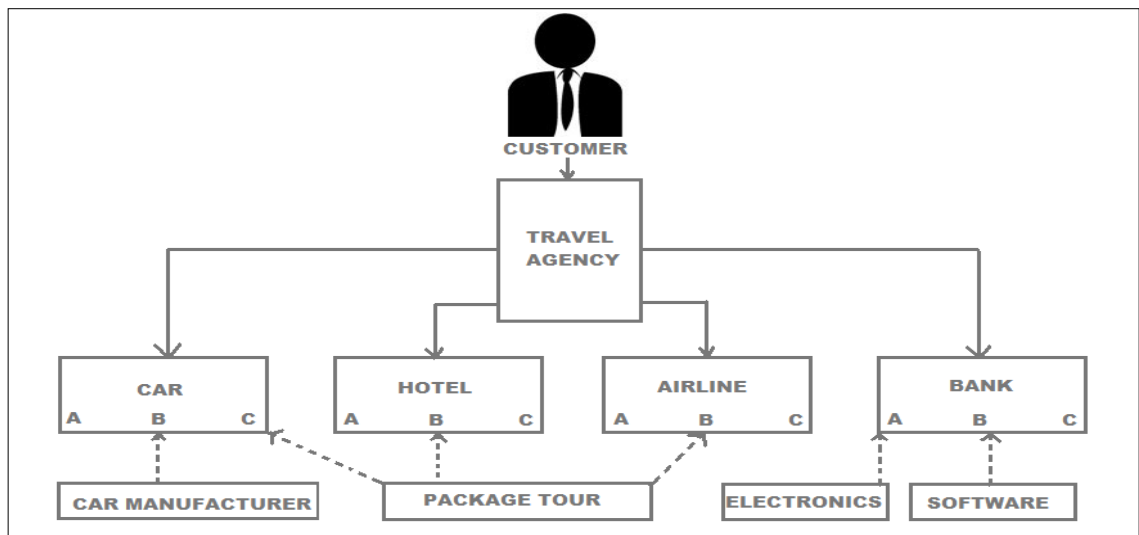 CUSTOMER
TRAVEL
AGENCY
CAR
A B C
HOTEL
A B C
AIRLINE
A B C
BANK
A B C
CAR MANUFACTURER
PACKAGE TOUR
ELECTRONICS
SOFTWARE